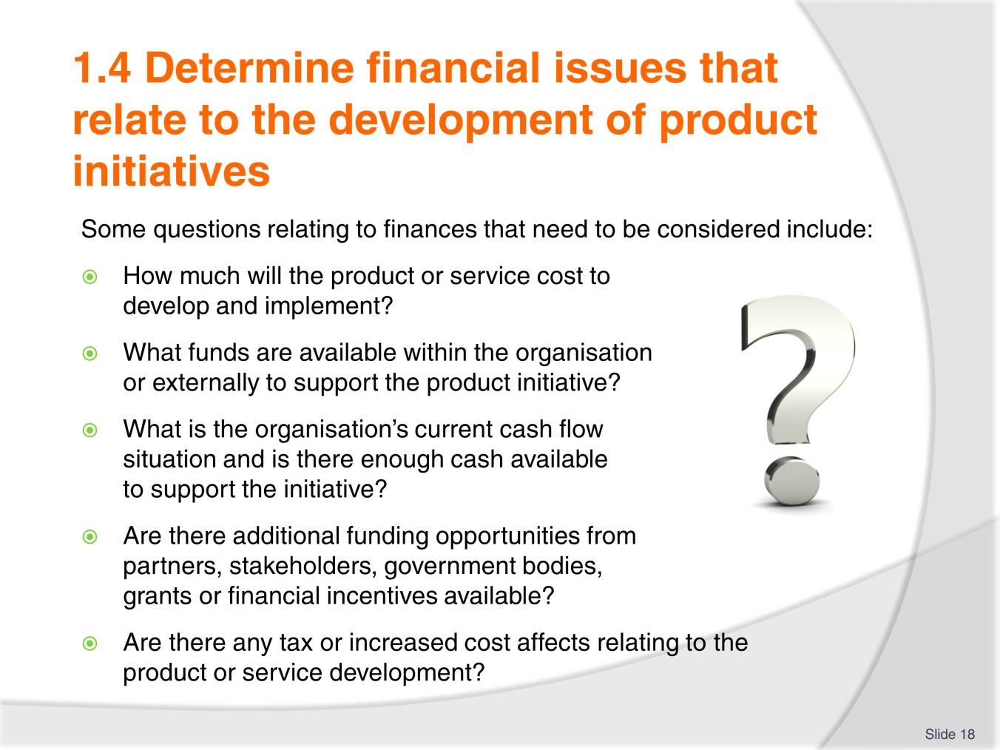 1.4 Determine financial issues that
relate to the development of product
initiatives
Some questions relating to finances that need to be considered include:
How much will the product or service cost to
develop and implement?
What funds are available within the organisation
or externally to support the product initiative?
What is the organisation’s current cash flow
situation and is there enough cash available
to support the initiative?
Are there additional funding opportunities from
partners, stakeholders, government bodies,
grants or financial incentives available?
Are there any tax or increased cost affects relating to the
product or service development?
?
Slide 18